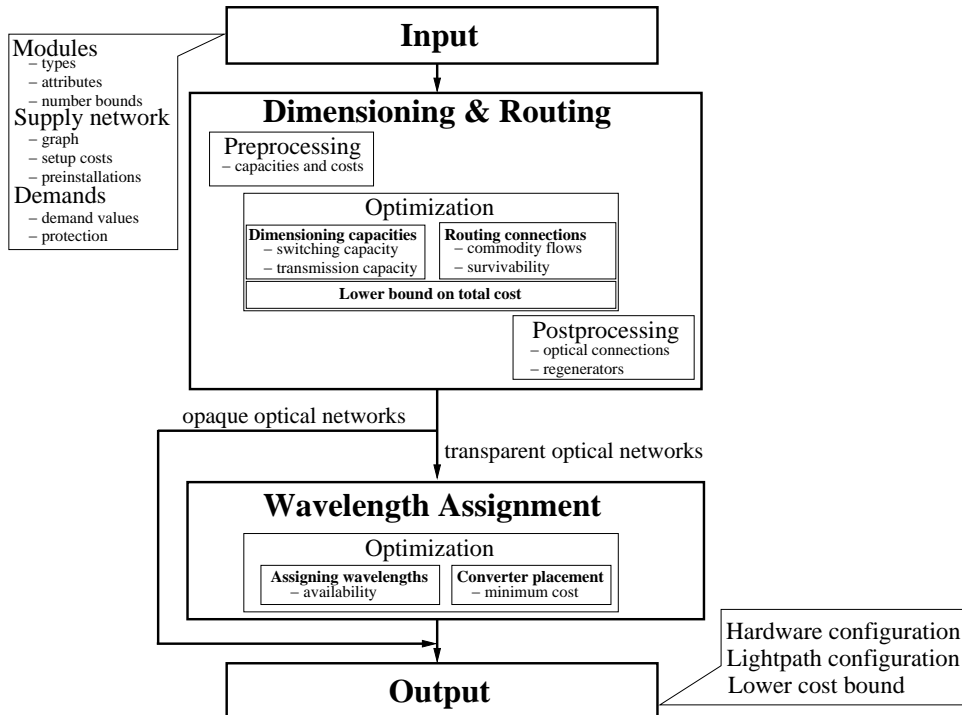 Input
Modules
– types
– attributes
– number bounds
Supply network
– graph
– setup costs
– preinstallations
Demands
– demand values
– protection
Dimensioning & Routing
Preprocessing
– capacities and costs
Optimization
Dimensioning capacities
– switching capacity
– transmission capacity
Routing connections
– commodity flows
– survivability
Lower bound on total cost
Postprocessing
– optical connections
– regenerators
opaque optical networks
transparent optical networks
Wavelength Assignment
Optimization
Assigning wavelengths
– availability
Converter placement
– minimum cost
Hardware configuration
Lightpath configuration
Lower cost bound
Output